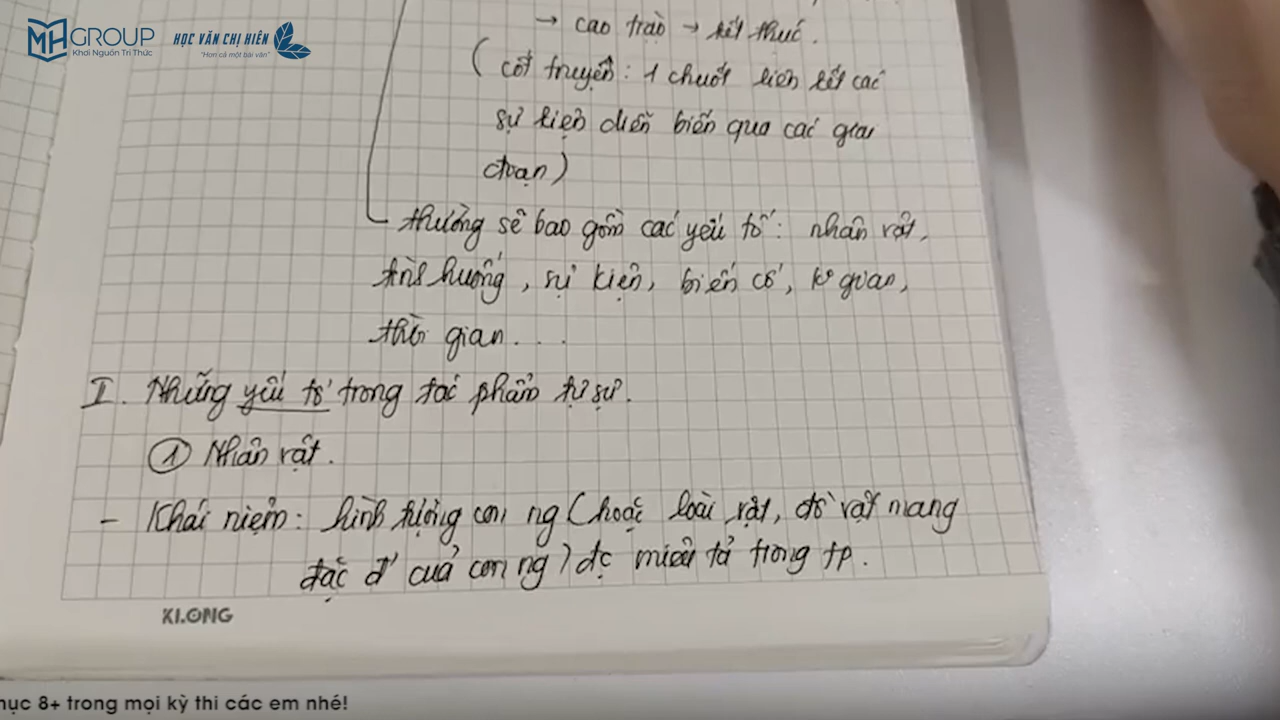 MH GROUP
Khơi Nguồn Tri Thức
HỌC VĂN CHỊ HIÊN
"Hơn cả một bài văn"
→ cao trào → kết thúc.
( cốt truyện : 1 chuỗi liên kết các
sự kiện diễn biến qua các giai
đoạn )
thường sẽ bao gồm các yếu tố : nhân vật,
tình huống, sự kiện, biến cố, ko gian,
thời gian...
I. Những yếu tố trong tác phẩm tự sự.
① Nhân vật.
- Khái niệm : hình tượng con ng (hoặc loài vật, đồ vật mang
đặc đ' của con ng) đc miêu tả trong tp.
KLONG
hục 8+ trong mọi kỳ thi các em nhé!